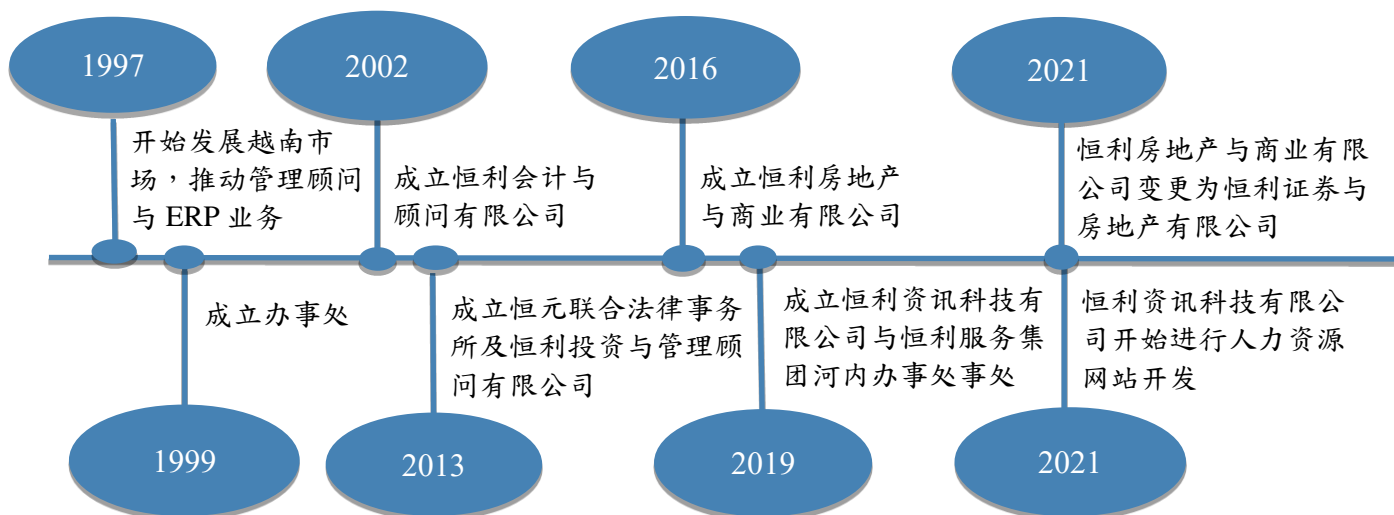 1997
开始发展越南市
场，推动管理顾问
与 ERP 业务
1999
成立办事处
2002
成立恒利会计与
顾问有限公司
2013
成立恒元联合法律事务
所及恒利投资与管理顾
问有限公司
2016
成立恒利房地产
与商业有限公司
2019
成立恒利资讯科技有
限公司与恒利服务集
团河内办事处事处
2021
恒利房地产与商业有限
公司变更为恒利证券与
房地产有限公司
2021
恒利资讯科技有限公
司开始进行人力资源
网站开发